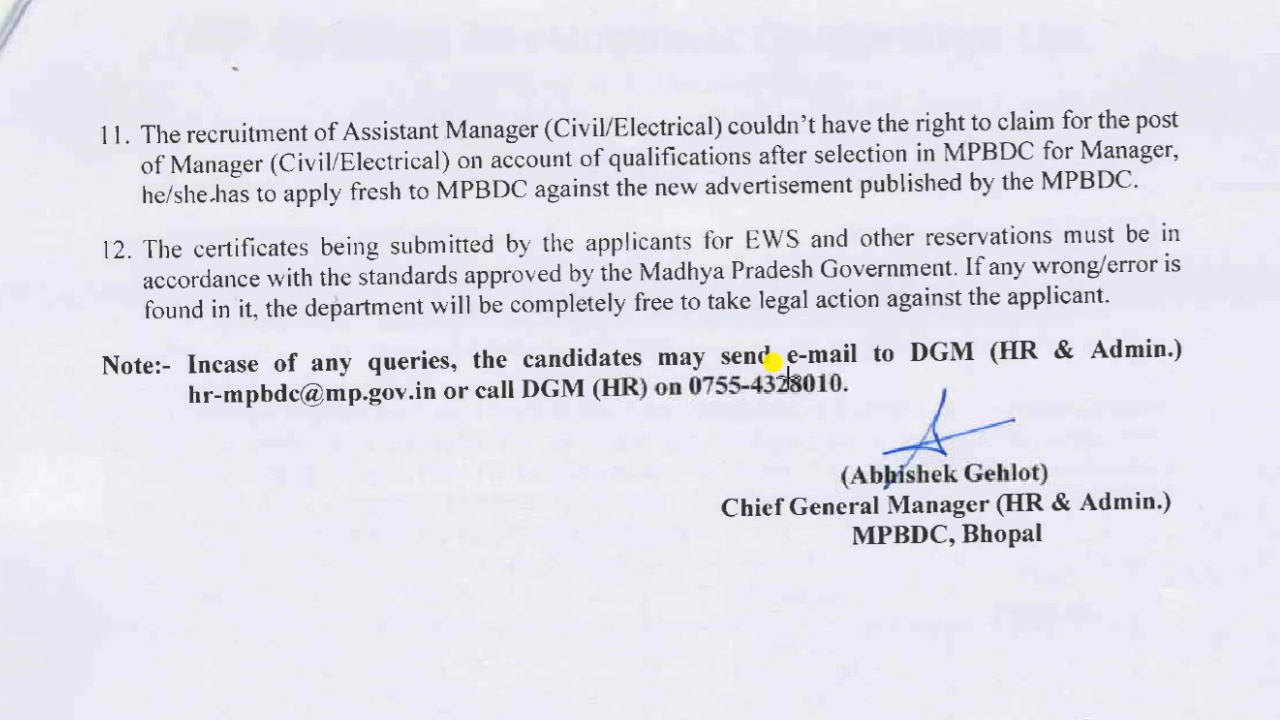 11. The recruitment of Assistant Manager (Civil/Electrical) couldn't have the right to claim for the post
of Manager (Civil/Electrical) on account of qualifications after selection in MPBDC for Manager,
he/she has to apply fresh to MPBDC against the new advertisement published by the MPBDC.
12. The certificates being submitted by the applicants for EWS and other reservations must be in
accordance with the standards approved by the Madhya Pradesh Government. If any wrong/error is
found in it, the department will be completely free to take legal action against the applicant.
Note:- Incase of any queries, the candidates may send e-mail to DGM (HR & Admin.)
hr-mpbdc@mp.gov.in or call DGM (HR) on 0755-4328010.
(Abhishek Gehlot)
Chief General Manager (HR & Admin.)
MPBDC, Bhopal